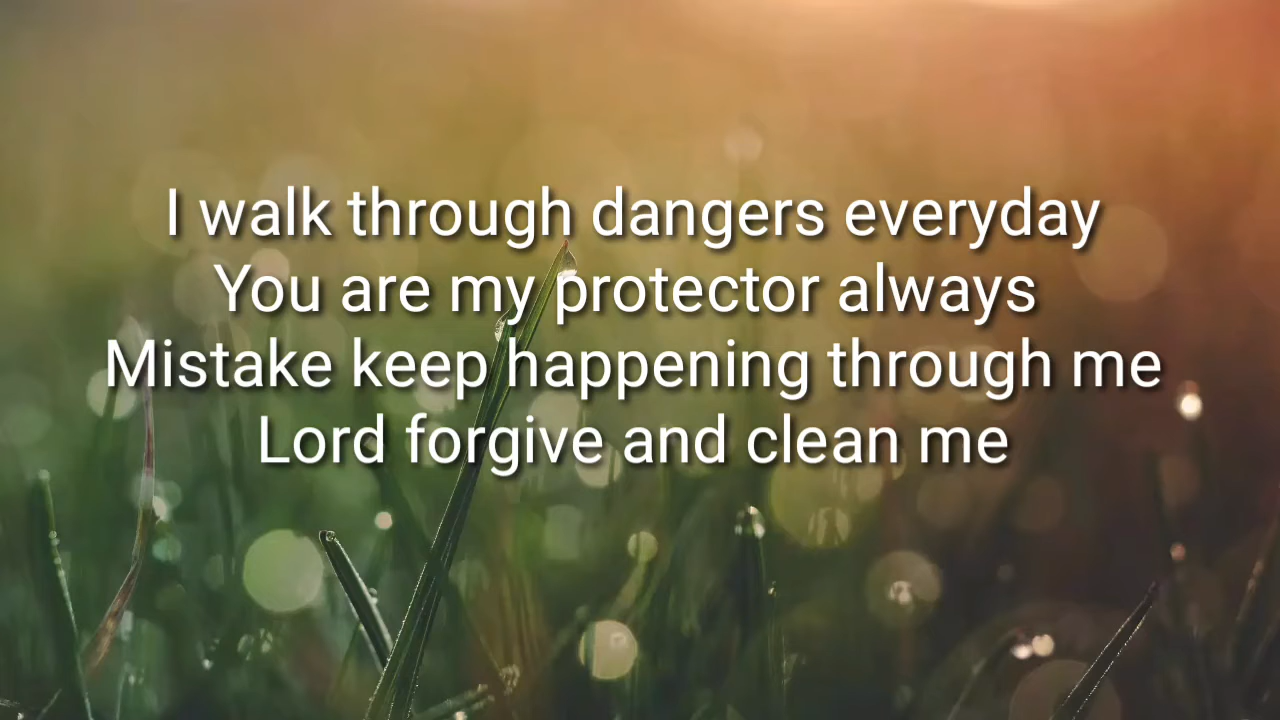 I walk through dangers everyday
You are my protector always
Mistake keep happening through me
Lord forgive and clean me